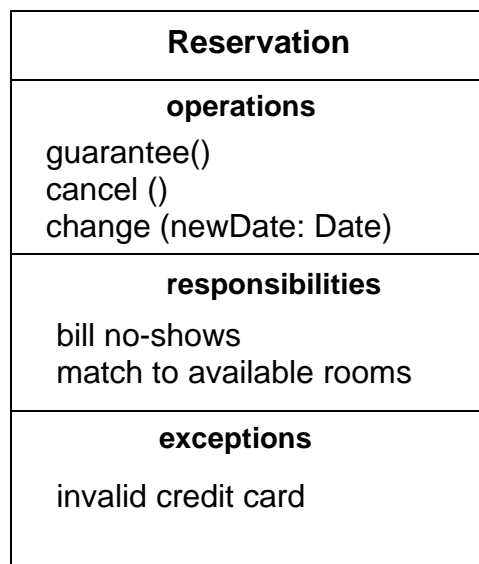 Reservation
operations
guarantee()
cancel ()
change (newDate: Date)
responsibilities
bill no-shows
match to available rooms
exceptions
invalid credit card